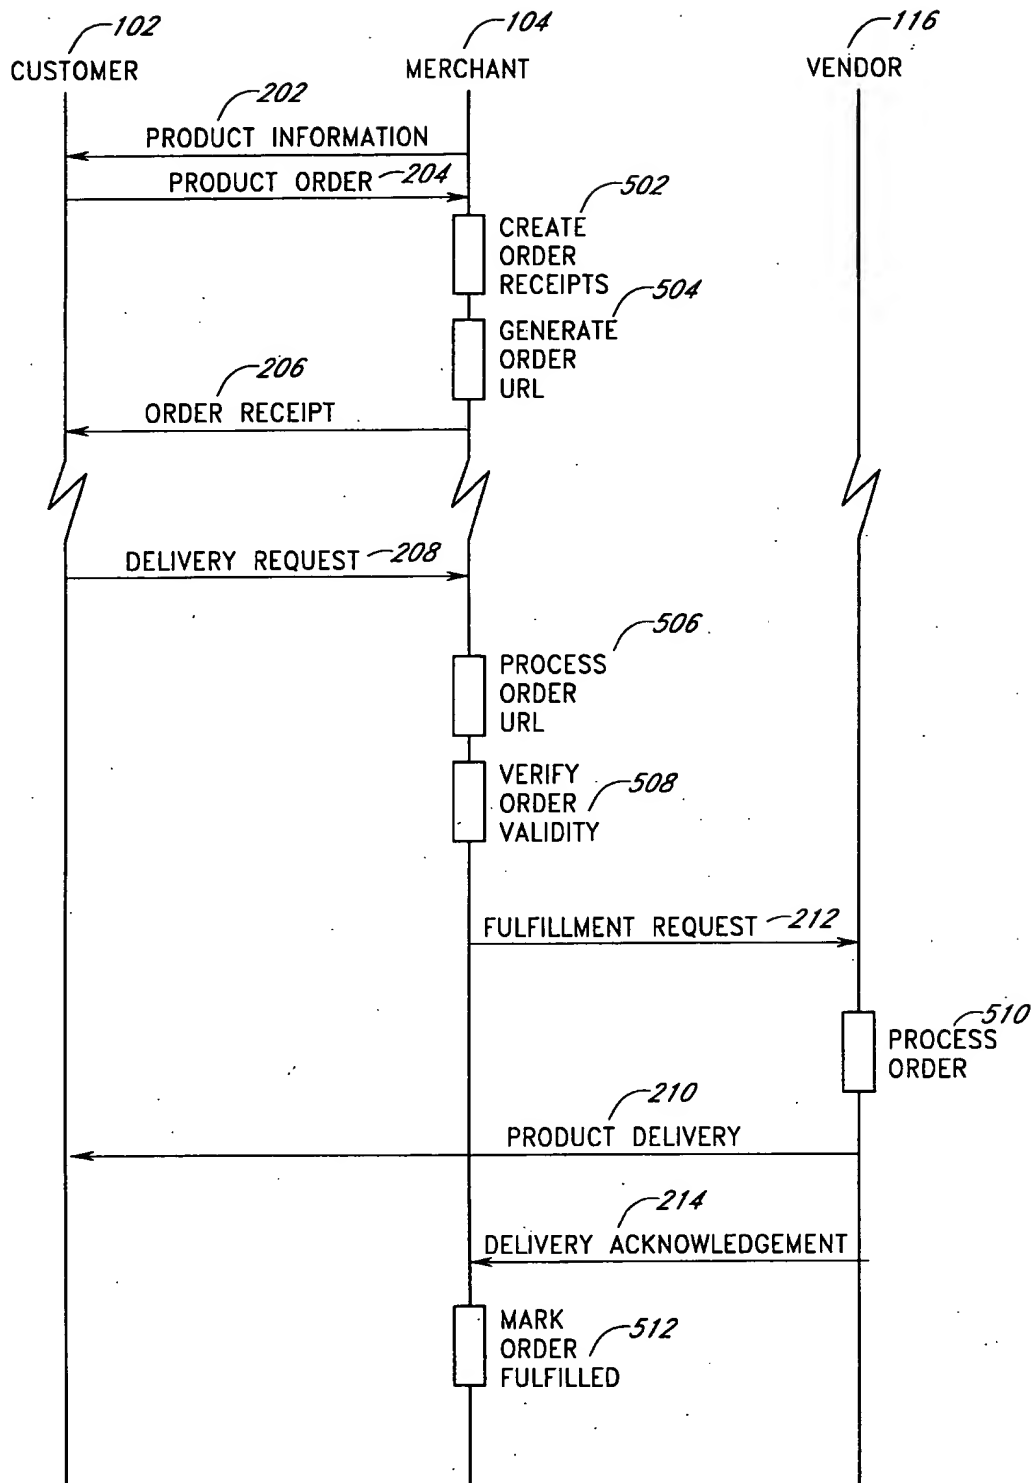 102
104
116
CUSTOMER
MERCHANT
VENDOR
202
PRODUCT INFORMATION
PRODUCT ORDER
204
502
CREATE
ORDER
RECEIPTS
504
GENERATE
ORDER
URL
206
ORDER RECEIPT
DELIVERY REQUEST
208
506
PROCESS
ORDER
URL
VERIFY
ORDER
VALIDITY
508
FULFILLMENT REQUEST
212
510
PROCESS
ORDER
210
PRODUCT DELIVERY
214
DELIVERY ACKNOWLEDGEMENT
MARK
ORDER
FULFILLED
512